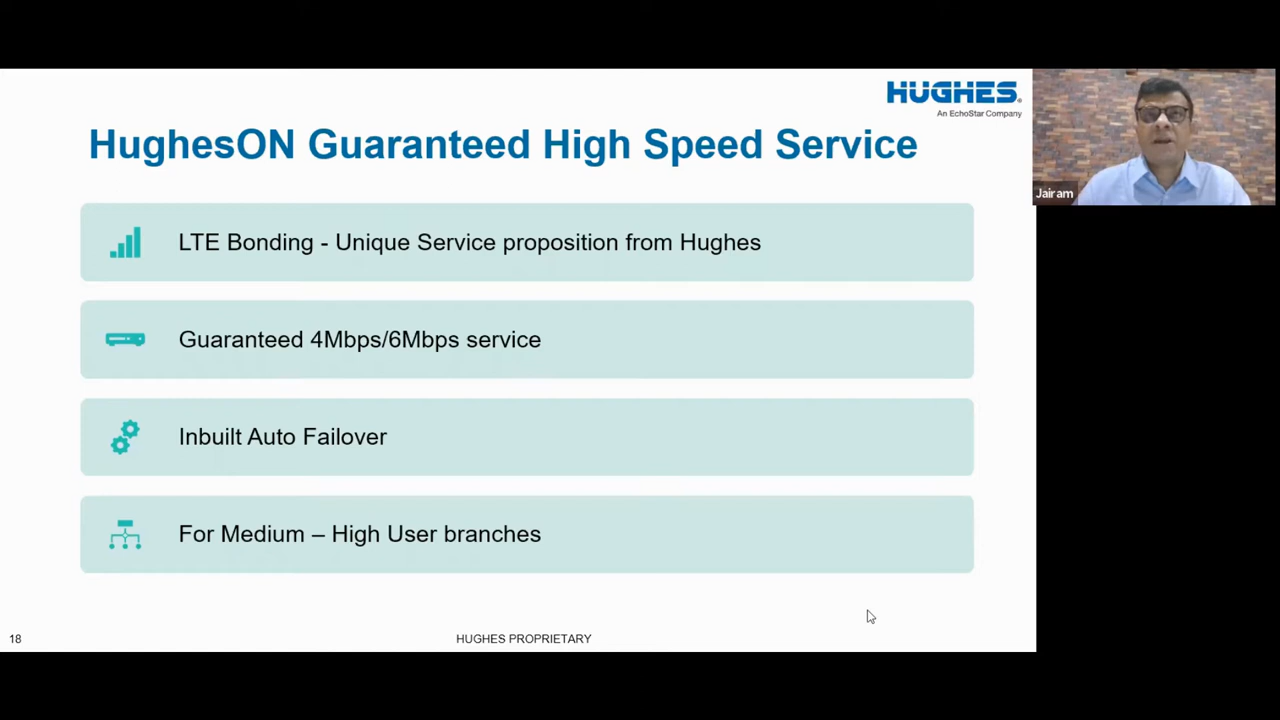 HUGHES
An EchoStar Company
HughesON Guaranteed High Speed Service
Jairam
LTE Bonding - Unique Service proposition from Hughes
Guaranteed 4Mbps/6Mbps service
Inbuilt Auto Failover
For Medium – High User branches
18
HUGHES PROPRIETARY